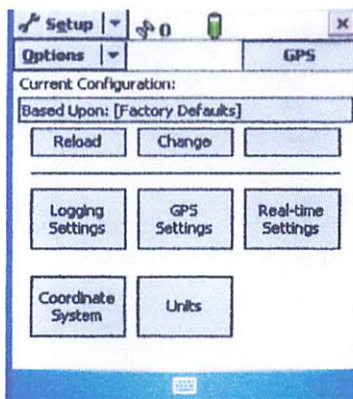 Setup 0 ×
Options GPS
Current Configuration:
Based Upon: [Factory Defaults]
Reload Change
Logging Settings GPS Settings Real-time Settings
Coordinate System Units